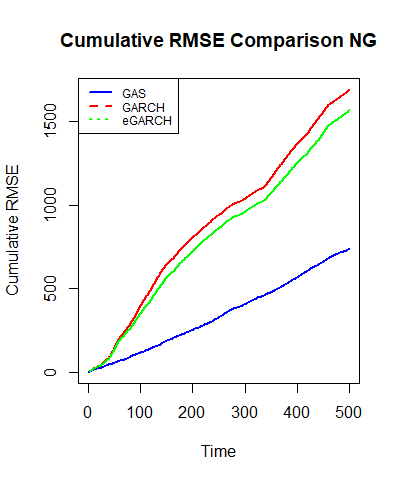 Cumulative RMSE Comparison NG
GAS
GARCH
eGARCH
Cumulative RMSE
1500
1000
500
0
0 100 200 300 400 500
Time